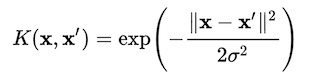 K(x, x′) = exp(−‖x − x′‖² / 2σ²)